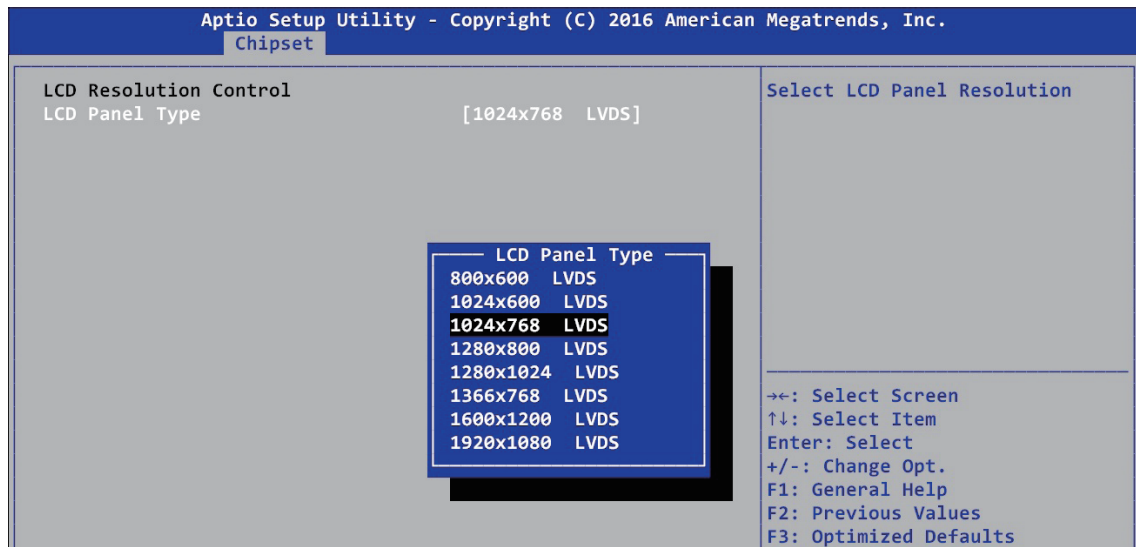 Aptio Setup Utility - Copyright (C) 2016 American Megatrends, Inc.
Chipset
LCD Resolution Control
LCD Panel Type [1024x768 LVDS]
Select LCD Panel Resolution
LCD Panel Type
800x600 LVDS
1024x600 LVDS
1024x768 LVDS
1280x800 LVDS
1280x1024 LVDS
1366x768 LVDS
1600x1200 LVDS
1920x1080 LVDS
→←: Select Screen
↑↓: Select Item
Enter: Select
+/-: Change Opt.
F1: General Help
F2: Previous Values
F3: Optimized Defaults